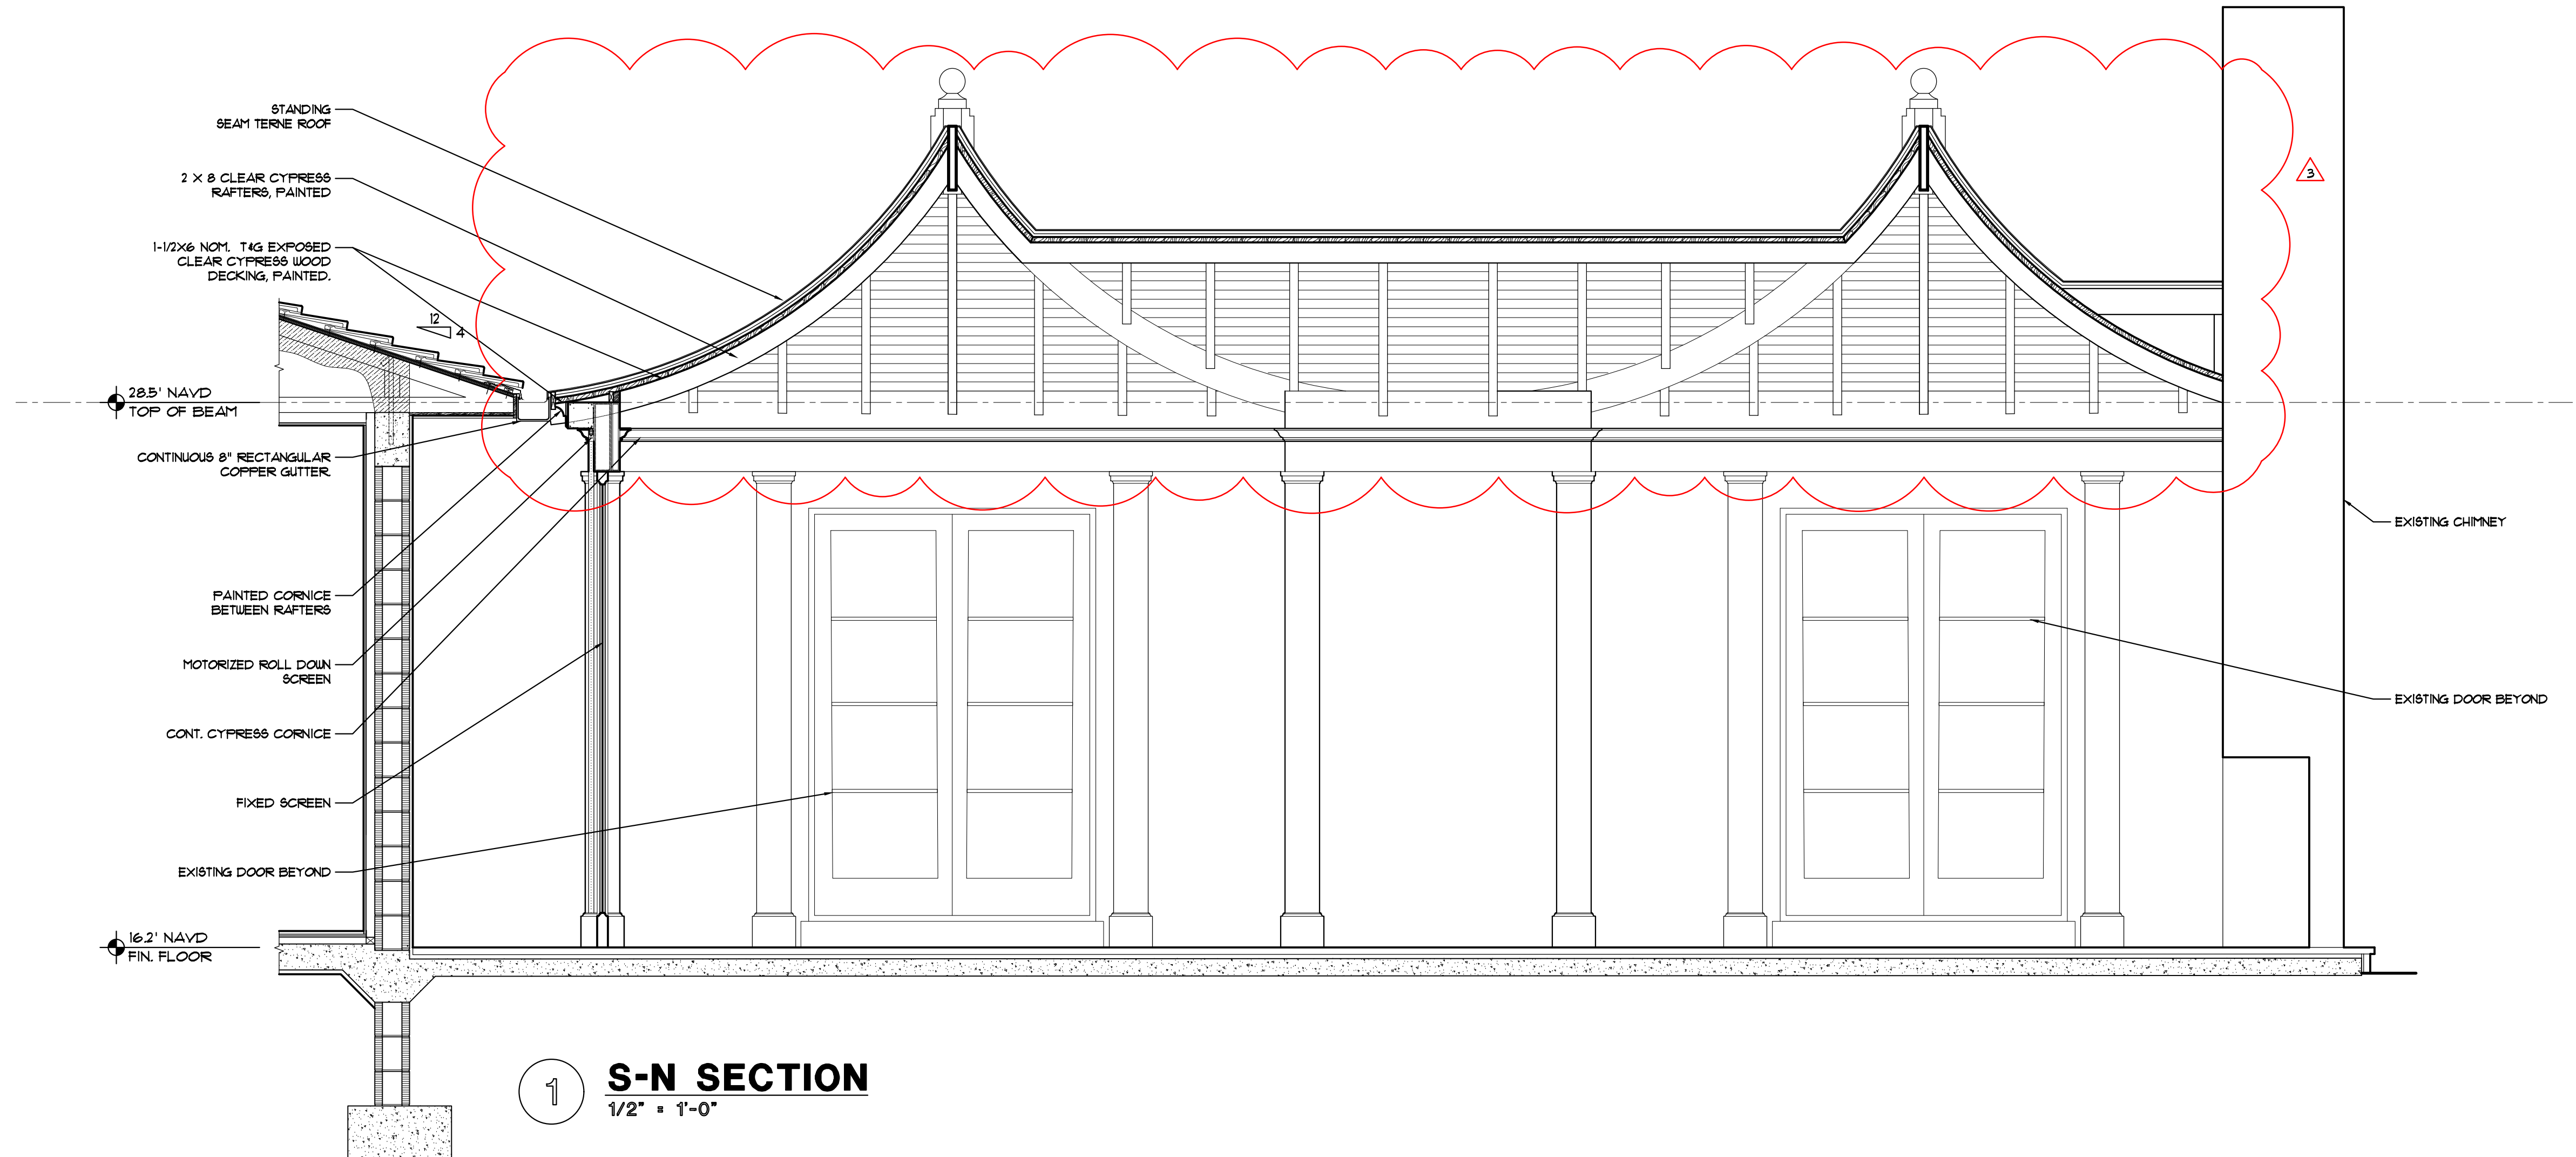 STANDING
SEAM TERNE ROOF
2 X 8 CLEAR CYPRESS
RAFTERS, PAINTED
1-1/2X6 NOM. T&G EXPOSED
CLEAR CYPRESS WOOD
DECKING, PAINTED.
12
4
28.5' NAVD
TOP OF BEAM
CONTINUOUS 8" RECTANGULAR
COPPER GUTTER.
PAINTED CORNICE
BETWEEN RAFTERS
MOTORIZED ROLL DOWN
SCREEN
CONT. CYPRESS CORNICE
FIXED SCREEN
EXISTING DOOR BEYOND
16.2' NAVD
FIN. FLOOR
3
EXISTING CHIMNEY
EXISTING DOOR BEYOND
1
S-N SECTION
1/2" = 1'-0"